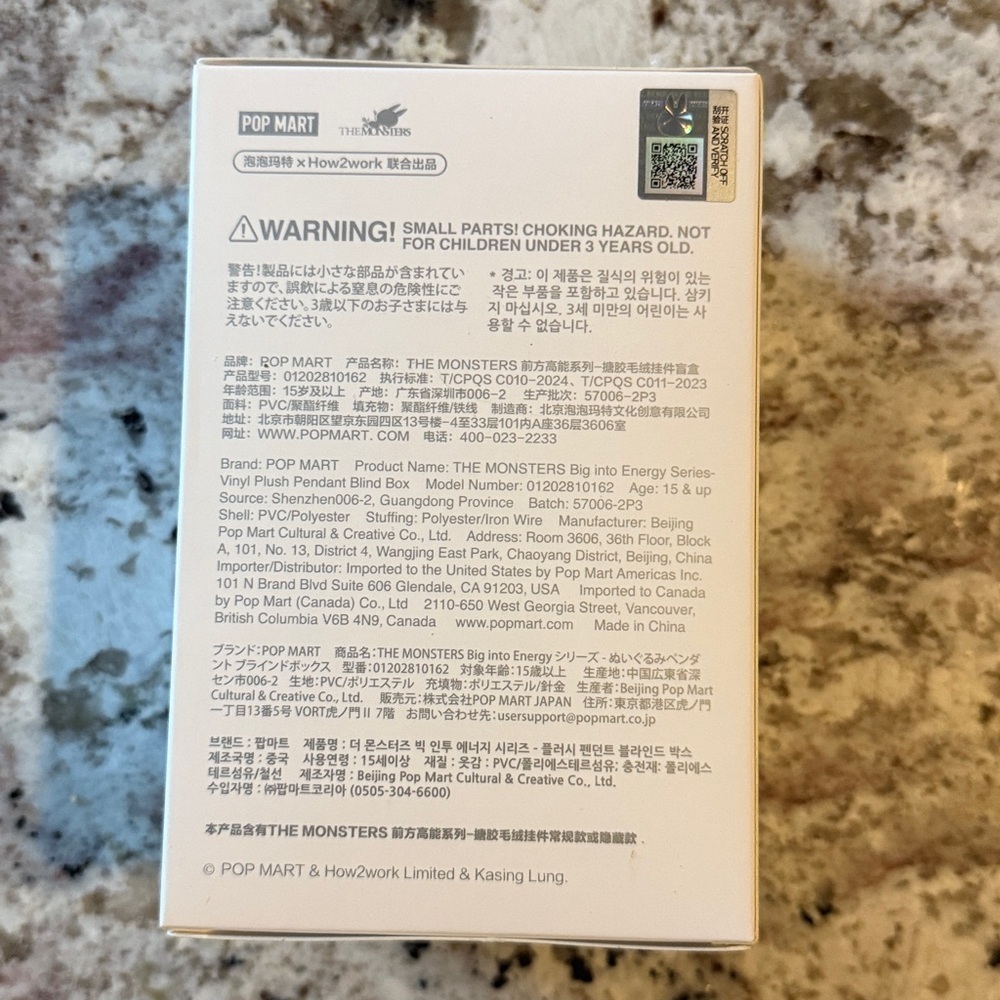 POP MART
THE MONSTERS
泡泡玛特 × How2work 联合出品
开涂刮验
SCRATCH OFF
AND VERIFY
WARNING! SMALL PARTS! CHOKING HAZARD. NOT
FOR CHILDREN UNDER 3 YEARS OLD.
警告!製品には小さな部品が含まれてい
ますので、誤飲による窒息の危険性にご
注意ください。3歳以下のお子さまには与
えないでください。
* 경고: 이 제품은 질식의 위험이 있는
작은 부품을 포함하고 있습니다. 삼키
지 마십시오. 3세 미만의 어린이는 사
용할 수 없습니다.
品牌: POP MART 产品名称: THE MONSTERS 前方高能系列-搪胶毛绒挂件盲盒
产品型号: 01202810162 执行标准: T/CPQS C010-2024、T/CPQS C011-2023
年龄范围: 15岁及以上 产地: 广东省深圳市006-2 生产批次: 57006-2P3
面料: PVC/聚酯纤维 填充物: 聚酯纤维/铁线 制造商: 北京泡泡玛特文化创意有限公司
地址: 北京市朝阳区望京东园四区13号楼-4至33层101内A座36层3606室
网址: WWW.POPMART. COM 电话: 400-023-2233
Brand: POP MART Product Name: THE MONSTERS Big into Energy Series-
Vinyl Plush Pendant Blind Box Model Number: 01202810162 Age: 15 & up
Source: Shenzhen006-2, Guangdong Province Batch: 57006-2P3
Shell: PVC/Polyester Stuffing: Polyester/Iron Wire Manufacturer: Beijing
Pop Mart Cultural & Creative Co., Ltd. Address: Room 3606, 36th Floor, Block
A, 101, No. 13, District 4, Wangjing East Park, Chaoyang District, Beijing, China
Importer/Distributor: Imported to the United States by Pop Mart Americas Inc.
101 N Brand Blvd Suite 606 Glendale, CA 91203, USA Imported to Canada
by Pop Mart (Canada) Co., Ltd 2110-650 West Georgia Street, Vancouver,
British Columbia V6B 4N9, Canada www.popmart.com Made in China
ブランド:POP MART 商品名:THE MONSTERS Big into Energy シリーズ - ぬいぐるみペンダ
ント ブラインドボックス 型番:01202810162 対象年齢:15歳以上 生産地:中国広東省深
セン市006-2 生地:PVC/ポリエステル 充填物:ポリエステル/針金 生産者:Beijing Pop Mart
Cultural & Creative Co., Ltd. 販売元:株式会社POP MART JAPAN 住所:東京都港区虎ノ門
一丁目13番5号 VORT虎ノ門Ⅱ 7階 お問い合わせ先:usersupport@popmart.co.jp
브랜드 : 팝마트 제품명 : 더 몬스터즈 빅 인투 에너지 시리즈 - 플러시 펜던트 블라인드 박스
제조국명 : 중국 사용연령 : 15세이상 재질 : 옷감 : PVC/폴리에스테르섬유; 충전재: 폴리에스
테르섬유/철선 제조자명 : Beijing Pop Mart Cultural & Creative Co., Ltd.
수입자명 : ㈜팝마트코리아 (0505-304-6600)
本产品含有THE MONSTERS 前方高能系列-搪胶毛绒挂件常规款或隐藏款 .
© POP MART & How2work Limited & Kasing Lung.